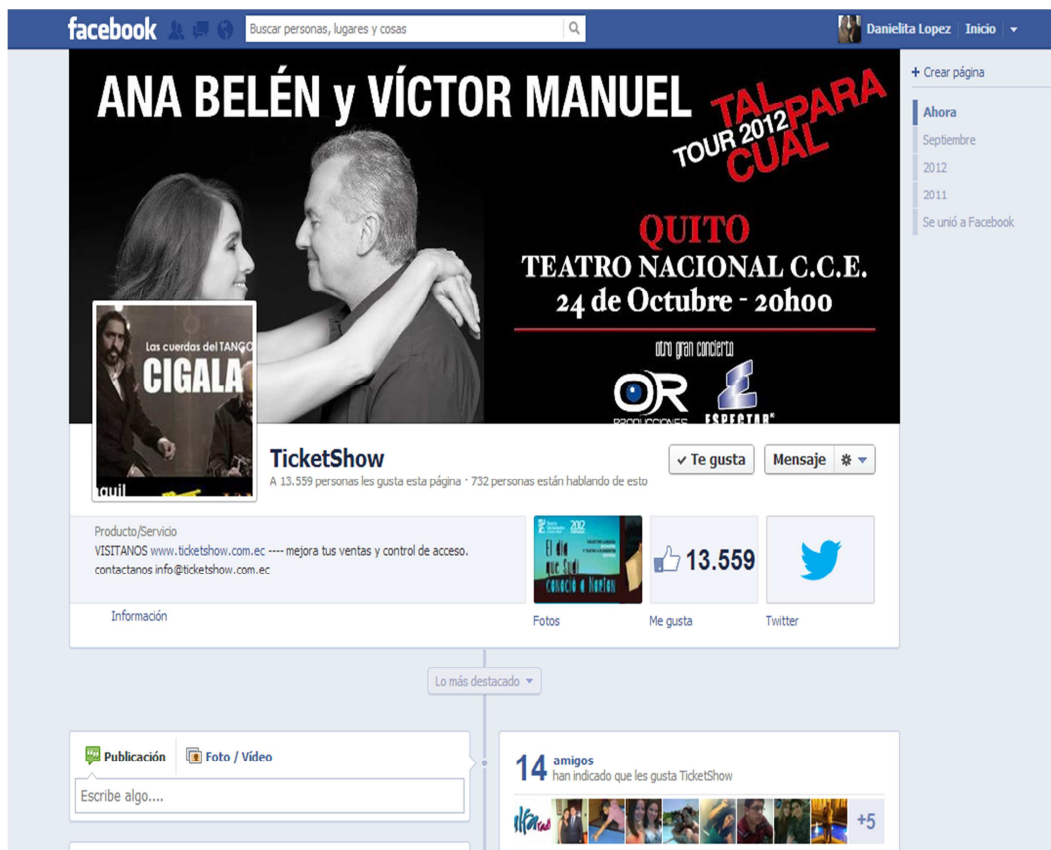 facebook
Buscar personas, lugares y cosas
Danielita Lopez Inicio
ANA BELÉN y VÍCTOR MANUEL
TAL PARA CUAL
TOUR 2012
QUITO
TEATRO NACIONAL C.C.E.
24 de Octubre - 20h00
otro gran concierto
OR
PRODUCCIONES
ESPECTAR
Las cuerdas del TANGO
CIGALA
quil
+ Crear página
Ahora
Septiembre
2012
2011
Se unió a Facebook
TicketShow
A 13.559 personas les gusta esta página · 732 personas están hablando de esto
Te gusta
Mensaje
Producto/Servicio
VISITANOS www.ticketshow.com.ec ---- mejora tus ventas y control de acceso.
contactanos info@ticketshow.com.ec
Información
2012
El día
que Sudi
conoció a Norton
Fotos
13.559
Me gusta
Twitter
Lo más destacado
Publicación
Foto / Vídeo
Escribe algo....
14 amigos
han indicado que les gusta TicketShow
+5